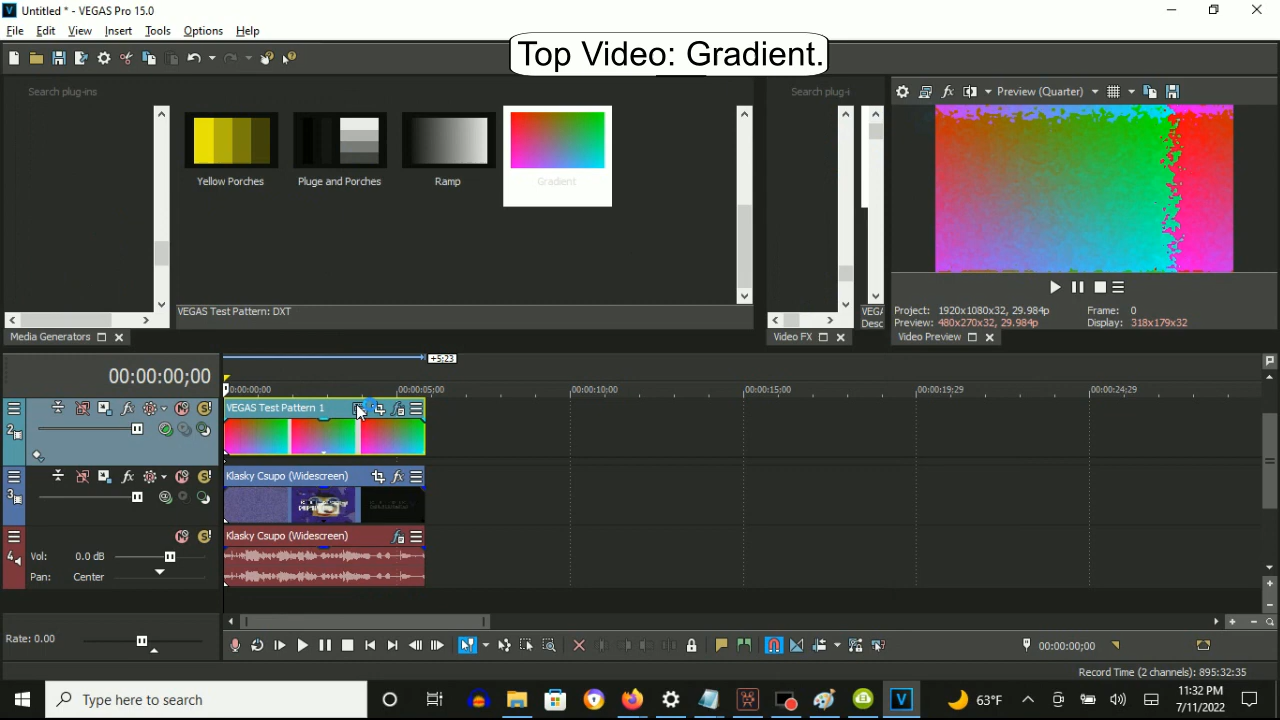 Untitled * - VEGAS Pro 15.0
File Edit View Insert Tools Options Help
Top Video: Gradient.
Search plug-ins
Search plug-i
Preview (Quarter)
Yellow Porches
Pluge and Porches
Ramp
Gradient
VEGAS Test Pattern: DXT
VEGA
Desc
Project: 1920x1080x32, 29.984p
Frame: 0
Preview: 480x270x32, 29.984p
Display: 318x179x32
Media Generators
Video FX
Video Preview
+5;23
00:00:00;00
00:00:00;00
00:00:05;00
00:00:10;00
00:00:15;00
00:00:19;29
00:00:24;29
2
VEGAS Test Pattern 1
3
Klasky Csupo (Widescreen)
4
Klasky Csupo (Widescreen)
Vol: 0.0 dB
Pan: Center
Rate: 0.00
00:00:00;00
Record Time (2 channels): 895:32:35
Type here to search
V
63°F
11:32 PM
7/11/2022